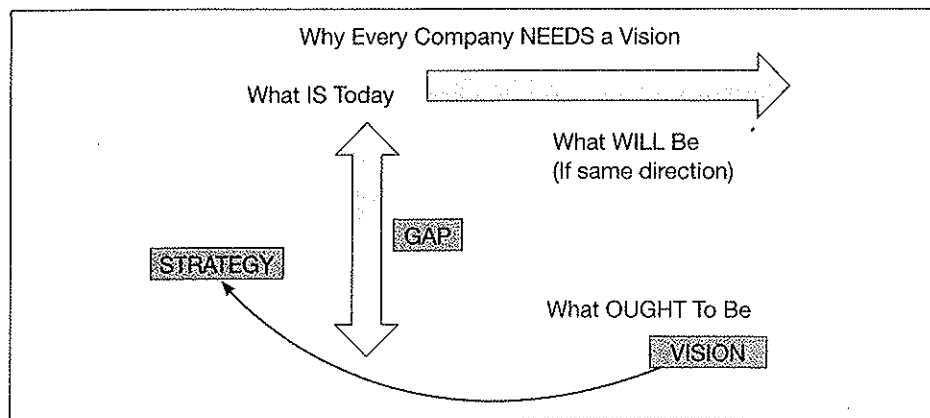 Why Every Company NEEDS a Vision
What IS Today
What WILL Be
(If same direction)
GAP
STRATEGY
What OUGHT To Be
VISION